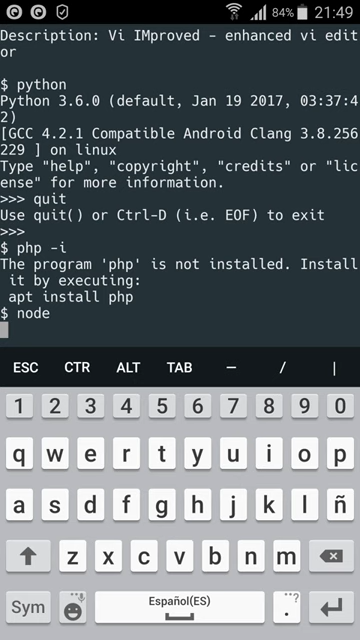 84% 21:49
Description: Vi IMproved - enhanced vi edit
or
$ python
Python 3.6.0 (default, Jan 19 2017, 03:37:4
2)
[GCC 4.2.1 Compatible Android Clang 3.8.256
229 ] on linux
Type "help", "copyright", "credits" or "lic
ense" for more information.
>>> quit
Use quit() or Ctrl-D (i.e. EOF) to exit
>>>
$ php -i
The program 'php' is not installed. Install
 it by executing:
 apt install php
$ node
ESC CTR ALT TAB — / |
1 2 3 4 5 6 7 8 9 0
q w e r t y u i o p
a s d f g h j k l ñ
z x c v b n m
Sym Español(ES) . ,,?